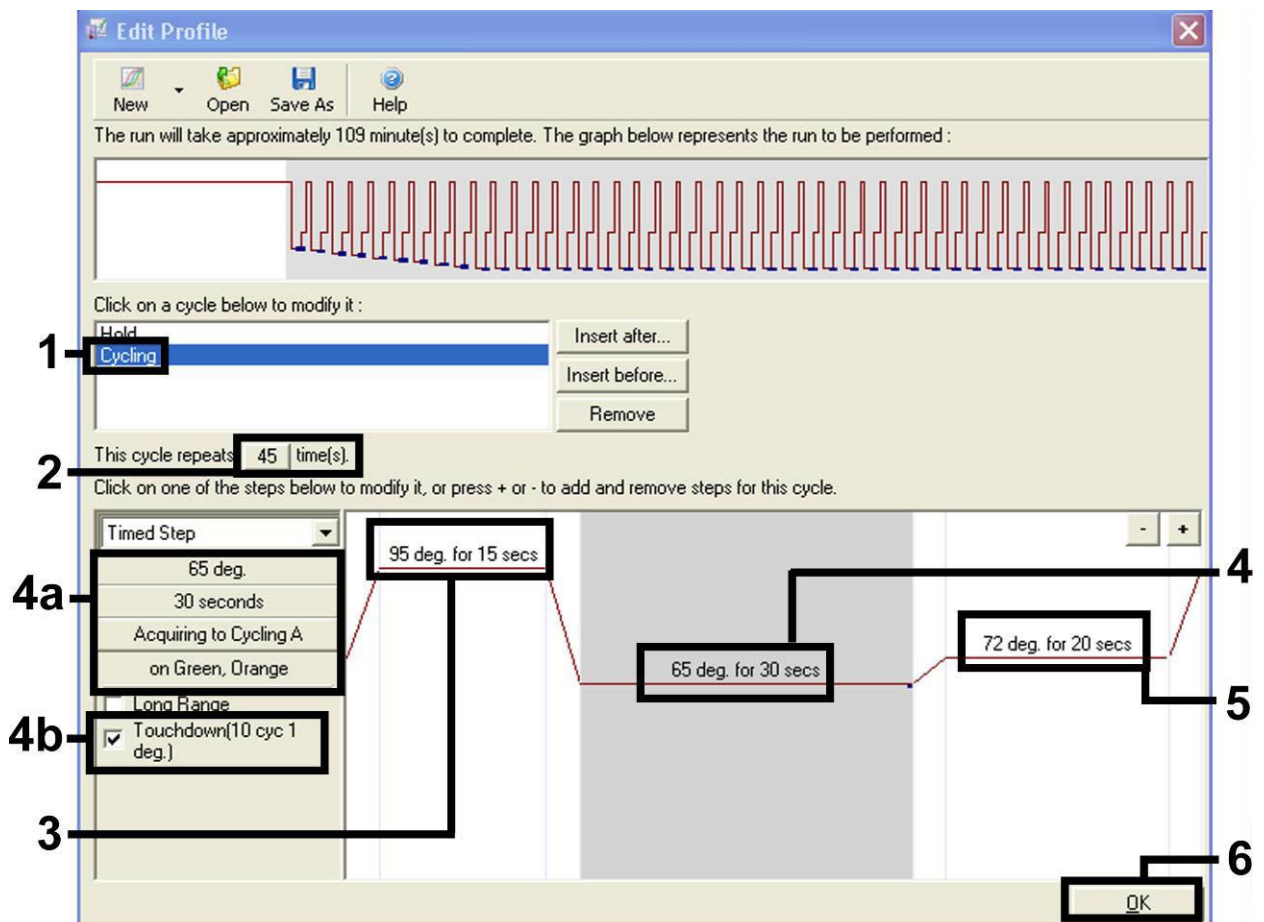 Edit Profile
New Open Save As Help
The run will take approximately 109 minute(s) to complete. The graph below represents the run to be performed :
Click on a cycle below to modify it :
Hold
1
Cycling
Insert after...
Insert before...
Remove
2
This cycle repeats 45 time(s).
Click on one of the steps below to modify it, or press + or - to add and remove steps for this cycle.
Timed Step
- +
95 deg. for 15 secs
4a
65 deg.
30 seconds
Acquiring to Cycling A
on Green, Orange
4
65 deg. for 30 secs
72 deg. for 20 secs
5
Long Range
4b
Touchdown(10 cyc 1
deg.)
3
6
OK